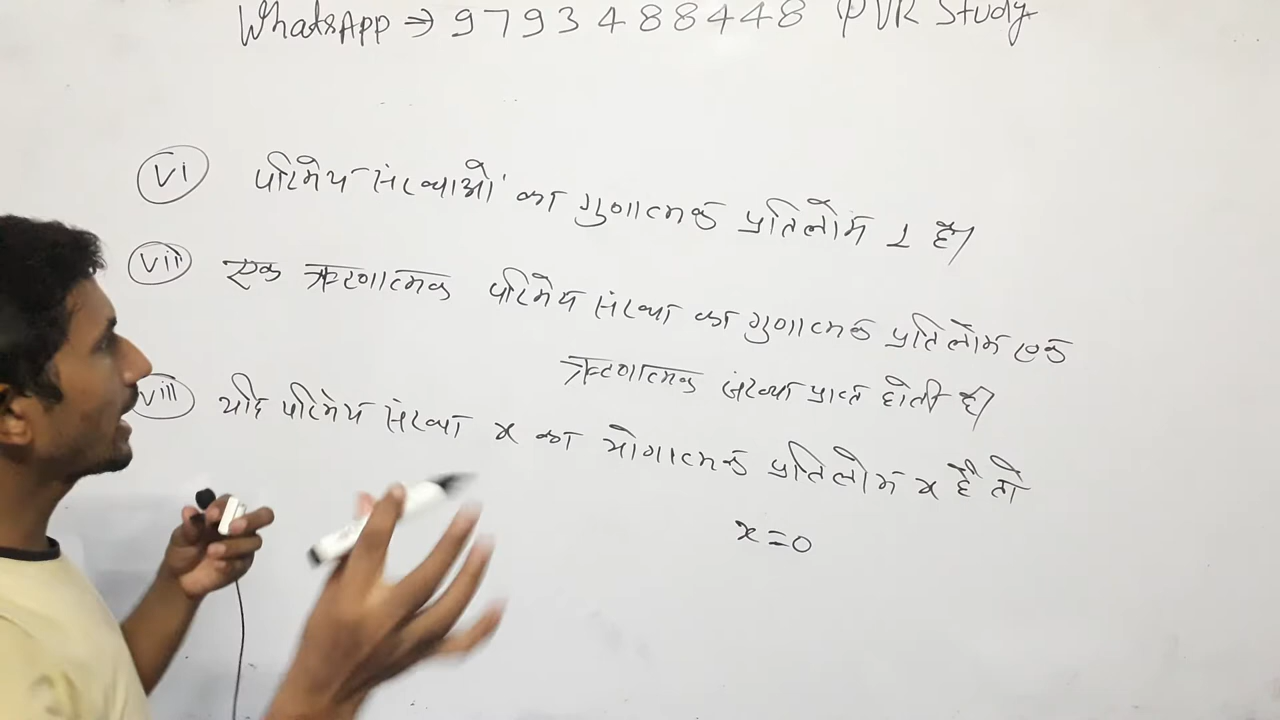 WhatsApp ⇒ 9793488448 PVR Study
(vi) परिमेय संख्याओं का गुणात्मक प्रतिलोम 1 है।
(vii) एक ऋणात्मक परिमेय संख्या का गुणात्मक प्रतिलोम एक
ऋणात्मक संख्या प्राप्त होती है।
(viii) यदि परिमेय संख्या x का योगात्मक प्रतिलोम x है तो
x=0